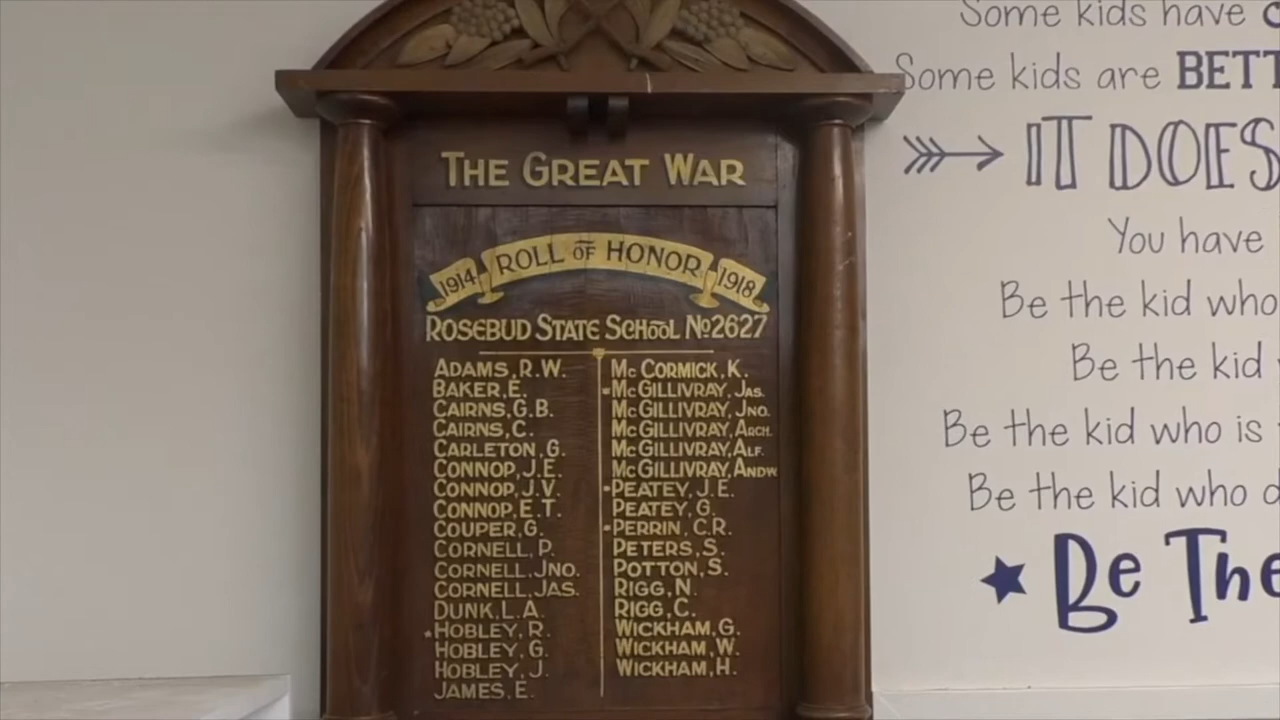 THE GREAT WAR
1914 ROLL OF HONOR 1918
ROSEBUD STATE SCHOOL No 2627
ADAMS, R.W.
BAKER, E.
CAIRNS, G.B.
CAIRNS, C.
CARLETON, G.
CONNOP, J.E.
CONNOP, J.V.
CONNOP, E.T.
COUPER, G.
CORNELL, P.
CORNELL, JNO.
CORNELL, JAS.
DUNK, L.A.
*HOBLEY, R.
HOBLEY, G.
HOBLEY, J.
JAMES, E.
McCORMICK, K.
*McGILLIVRAY, JAS.
McGILLIVRAY, JNO.
McGILLIVRAY, ARCH.
McGILLIVRAY, ALF.
McGILLIVRAY, ANDW.
*PEATEY, J.E.
PEATEY, G.
*PERRIN, C.R.
PETERS, S.
POTTON, S.
RIGG, N.
RIGG, C.
WICKHAM, G.
WICKHAM, W.
WICKHAM, H.
Some kids have
Some kids are BETT
IT DOES
You have
Be the kid who
Be the kid
Be the kid who is
Be the kid who
Be The